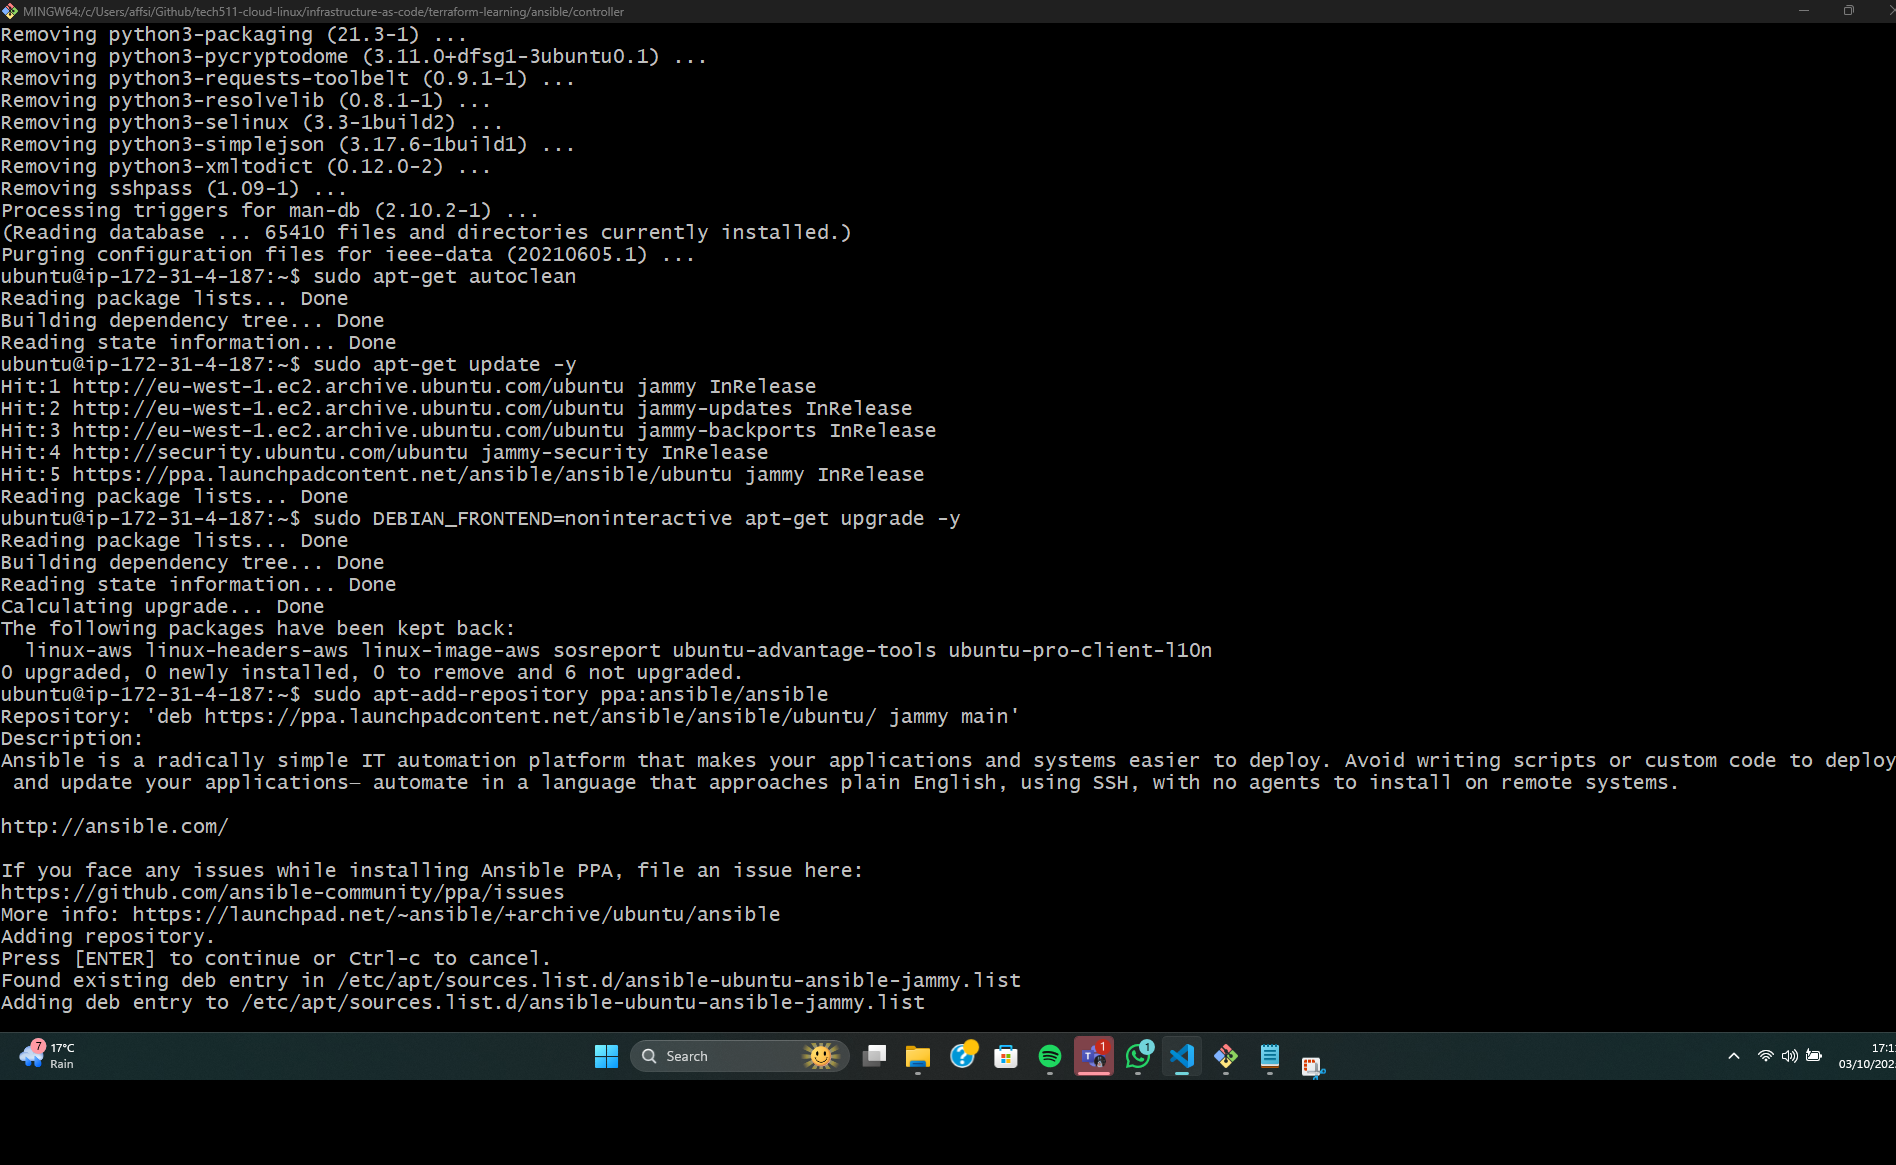 MINGW64:/c/Users/affsi/Github/tech511-cloud-linux/infrastructure-as-code/terraform-learning/ansible/controller
Removing python3-packaging (21.3-1) ...
Removing python3-pycryptodome (3.11.0+dfsg1-3ubuntu0.1) ...
Removing python3-requests-toolbelt (0.9.1-1) ...
Removing python3-resolvelib (0.8.1-1) ...
Removing python3-selinux (3.3-1build2) ...
Removing python3-simplejson (3.17.6-1build1) ...
Removing python3-xmltodict (0.12.0-2) ...
Removing sshpass (1.09-1) ...
Processing triggers for man-db (2.10.2-1) ...
(Reading database ... 65410 files and directories currently installed.)
Purging configuration files for ieee-data (20210605.1) ...
ubuntu@ip-172-31-4-187:~$ sudo apt-get autoclean
Reading package lists... Done
Building dependency tree... Done
Reading state information... Done
ubuntu@ip-172-31-4-187:~$ sudo apt-get update -y
Hit:1 http://eu-west-1.ec2.archive.ubuntu.com/ubuntu jammy InRelease
Hit:2 http://eu-west-1.ec2.archive.ubuntu.com/ubuntu jammy-updates InRelease
Hit:3 http://eu-west-1.ec2.archive.ubuntu.com/ubuntu jammy-backports InRelease
Hit:4 http://security.ubuntu.com/ubuntu jammy-security InRelease
Hit:5 https://ppa.launchpadcontent.net/ansible/ansible/ubuntu jammy InRelease
Reading package lists... Done
ubuntu@ip-172-31-4-187:~$ sudo DEBIAN_FRONTEND=noninteractive apt-get upgrade -y
Reading package lists... Done
Building dependency tree... Done
Reading state information... Done
Calculating upgrade... Done
The following packages have been kept back:
  linux-aws linux-headers-aws linux-image-aws sosreport ubuntu-advantage-tools ubuntu-pro-client-l10n
0 upgraded, 0 newly installed, 0 to remove and 6 not upgraded.
ubuntu@ip-172-31-4-187:~$ sudo apt-add-repository ppa:ansible/ansible
Repository: 'deb https://ppa.launchpadcontent.net/ansible/ansible/ubuntu/ jammy main'
Description:
Ansible is a radically simple IT automation platform that makes your applications and systems easier to deploy. Avoid writing scripts or custom code to deploy
 and update your applications— automate in a language that approaches plain English, using SSH, with no agents to install on remote systems.
http://ansible.com/
If you face any issues while installing Ansible PPA, file an issue here:
https://github.com/ansible-community/ppa/issues
More info: https://launchpad.net/~ansible/+archive/ubuntu/ansible
Adding repository.
Press [ENTER] to continue or Ctrl-c to cancel.
Found existing deb entry in /etc/apt/sources.list.d/ansible-ubuntu-ansible-jammy.list
Adding deb entry to /etc/apt/sources.list.d/ansible-ubuntu-ansible-jammy.list
7
17°C
Rain
Search
1
1
17:1
03/10/202